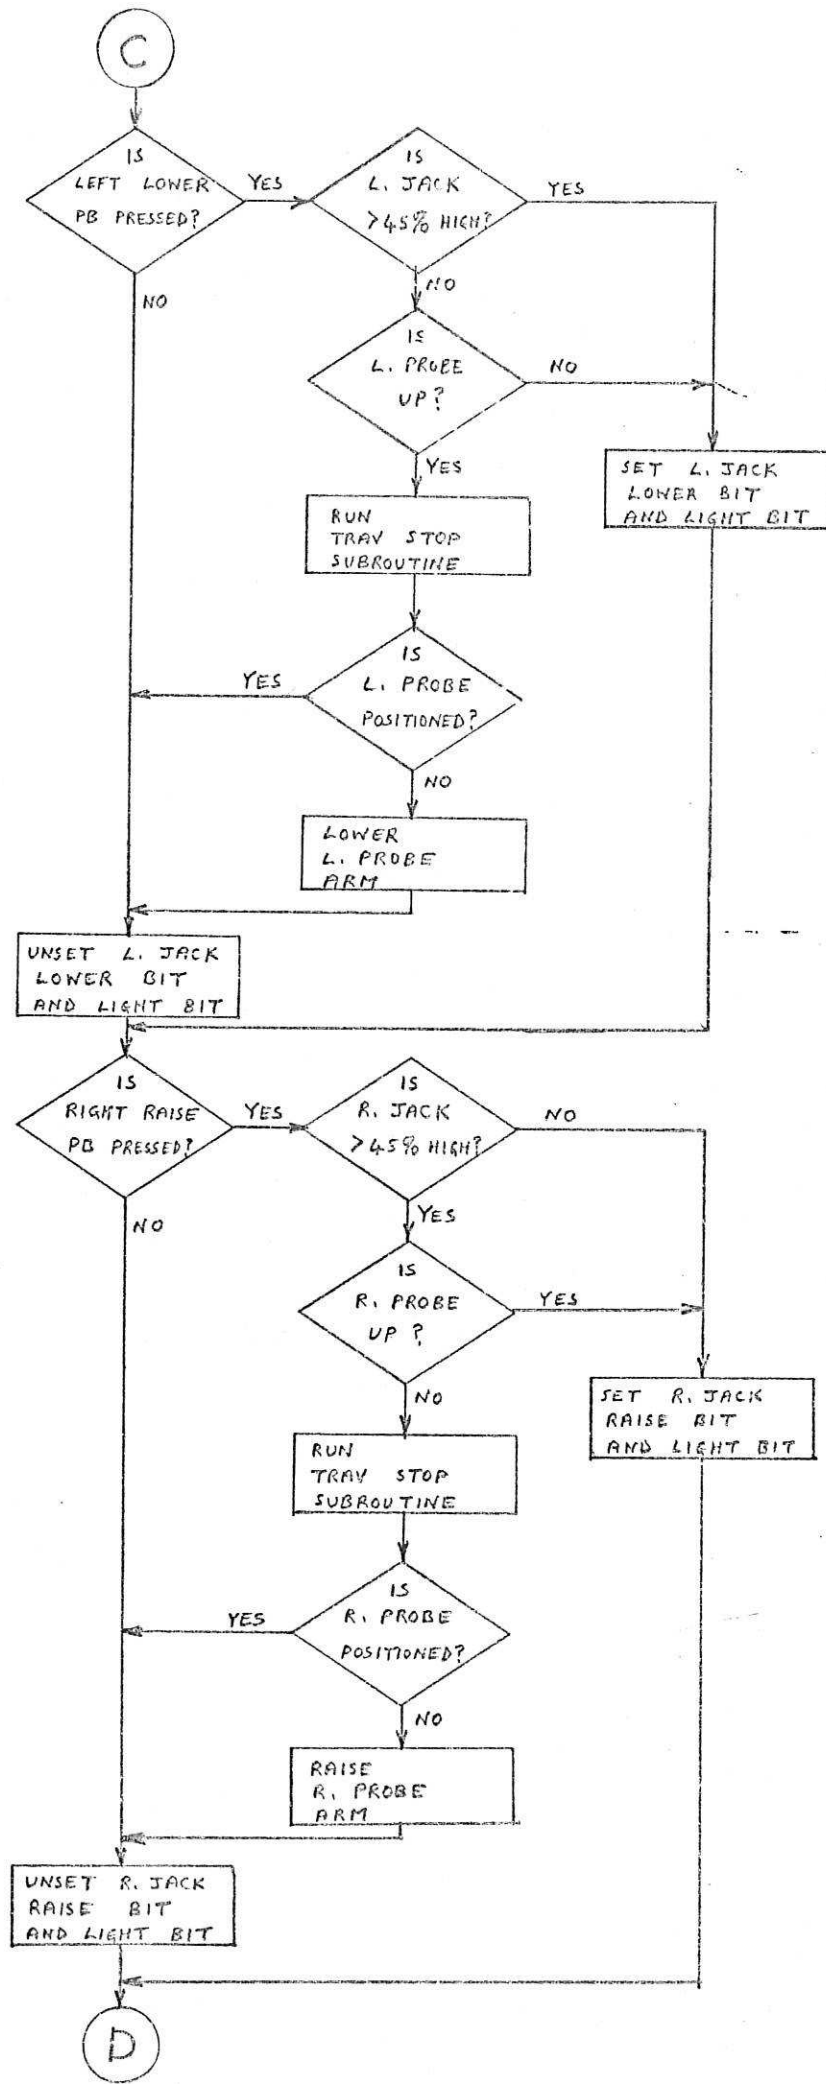 C
IS
LEFT LOWER
PB PRESSED?
YES
NO
IS
L. JACK
>45% HIGH?
YES
NO
IS
L. PROBE
UP?
NO
YES
SET L. JACK
LOWER BIT
AND LIGHT BIT
RUN
TRAV STOP
SUBROUTINE
IS
L. PROBE
POSITIONED?
YES
NO
LOWER
L. PROBE
ARM
UNSET L. JACK
LOWER BIT
AND LIGHT BIT
IS
RIGHT RAISE
PB PRESSED?
YES
NO
IS
R. JACK
>45% HIGH?
NO
YES
IS
R. PROBE
UP?
YES
NO
SET R. JACK
RAISE BIT
AND LIGHT BIT
RUN
TRAV STOP
SUBROUTINE
IS
R. PROBE
POSITIONED?
YES
NO
RAISE
R. PROBE
ARM
UNSET R. JACK
RAISE BIT
AND LIGHT BIT
D